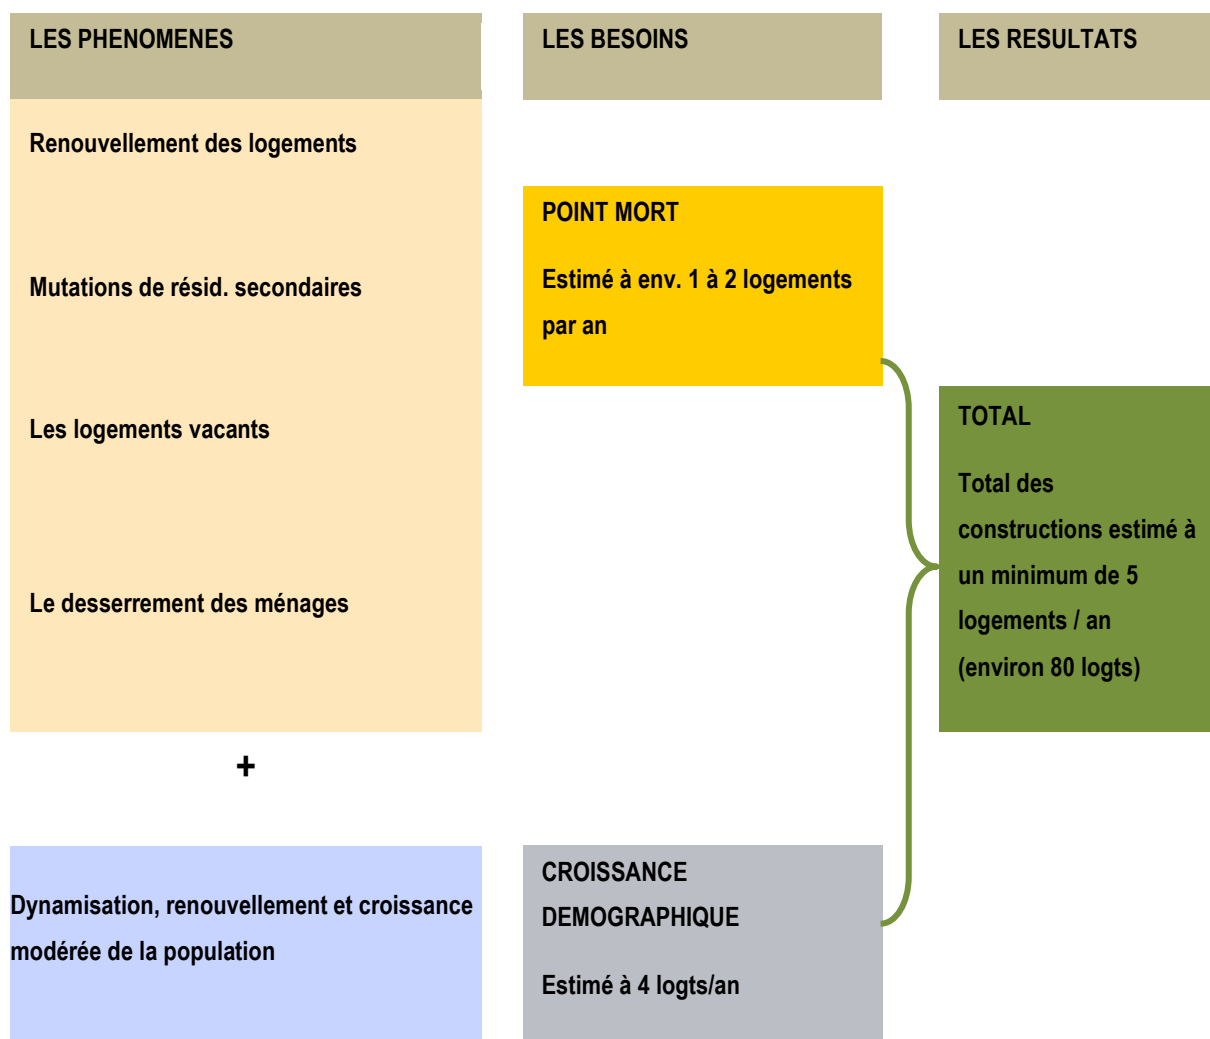 LES PHENOMENES
LES BESOINS
LES RESULTATS
Renouvellement des logements
Mutations de résid. secondaires
Les logements vacants
Le desserrement des ménages
POINT MORT
Estimé à env. 1 à 2 logements
par an
TOTAL
Total des
constructions estimé à
un minimum de 5
logements / an
(environ 80 logts)
+
Dynamisation, renouvellement et croissance
modérée de la population
CROISSANCE
DEMOGRAPHIQUE
Estimé à 4 logts/an